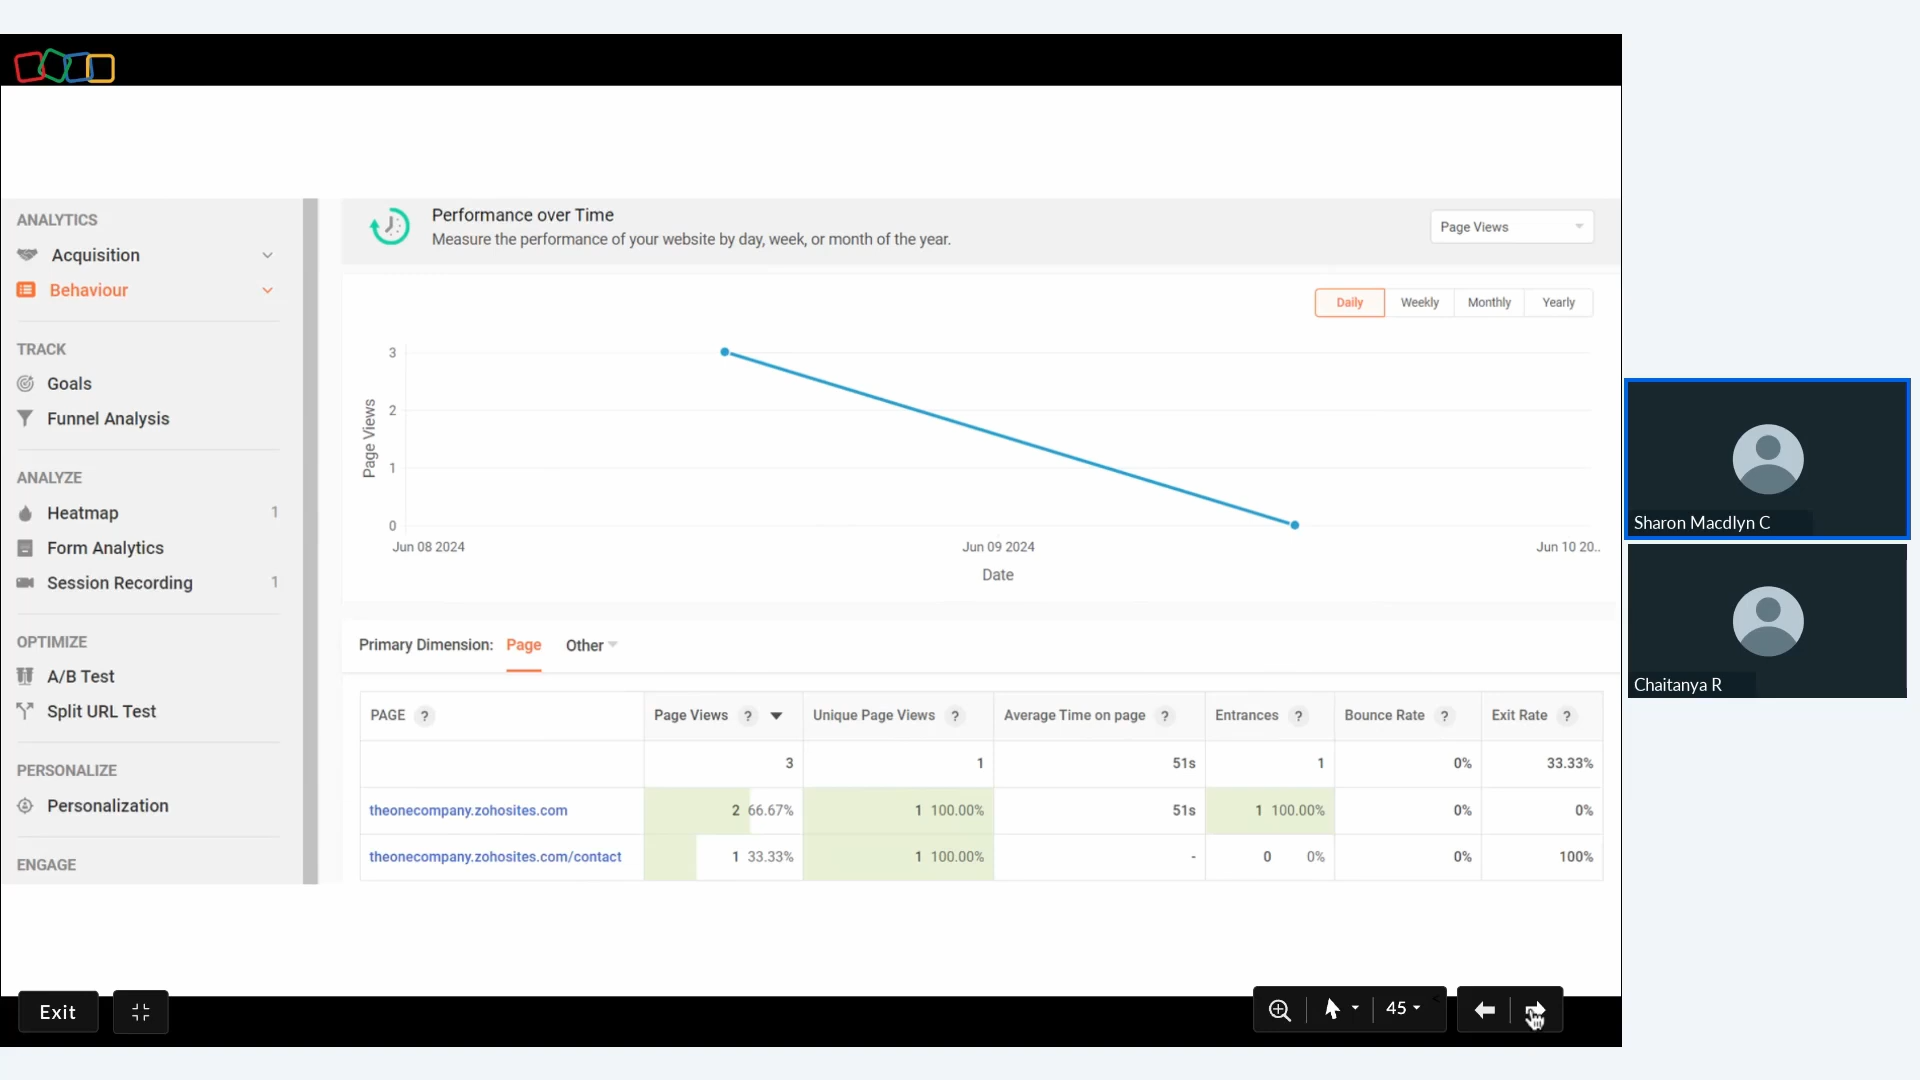 ANALYTICS
Acquisition
Behaviour
TRACK
Goals
Funnel Analysis
ANALYZE
Heatmap 1
Form Analytics
Session Recording 1
OPTIMIZE
A/B Test
Split URL Test
PERSONALIZE
Personalization
ENGAGE
Performance over Time
Measure the performance of your website by day, week, or month of the year.
Page Views
Daily Weekly Monthly Yearly
Page Views
3
2
1
0
Jun 08 2024 Jun 09 2024 Jun 10 20..
Date
Primary Dimension: Page Other
PAGE ? Page Views ? Unique Page Views ? Average Time on page ? Entrances ? Bounce Rate ? Exit Rate ?
3 1 51s 1 0% 33.33%
theonecompany.zohosites.com 2 66.67% 1 100.00% 51s 1 100.00% 0% 0%
theonecompany.zohosites.com/contact 1 33.33% 1 100.00% - 0 0% 0% 100%
Sharon Macdlyn C
Chaitanya R
Exit
45